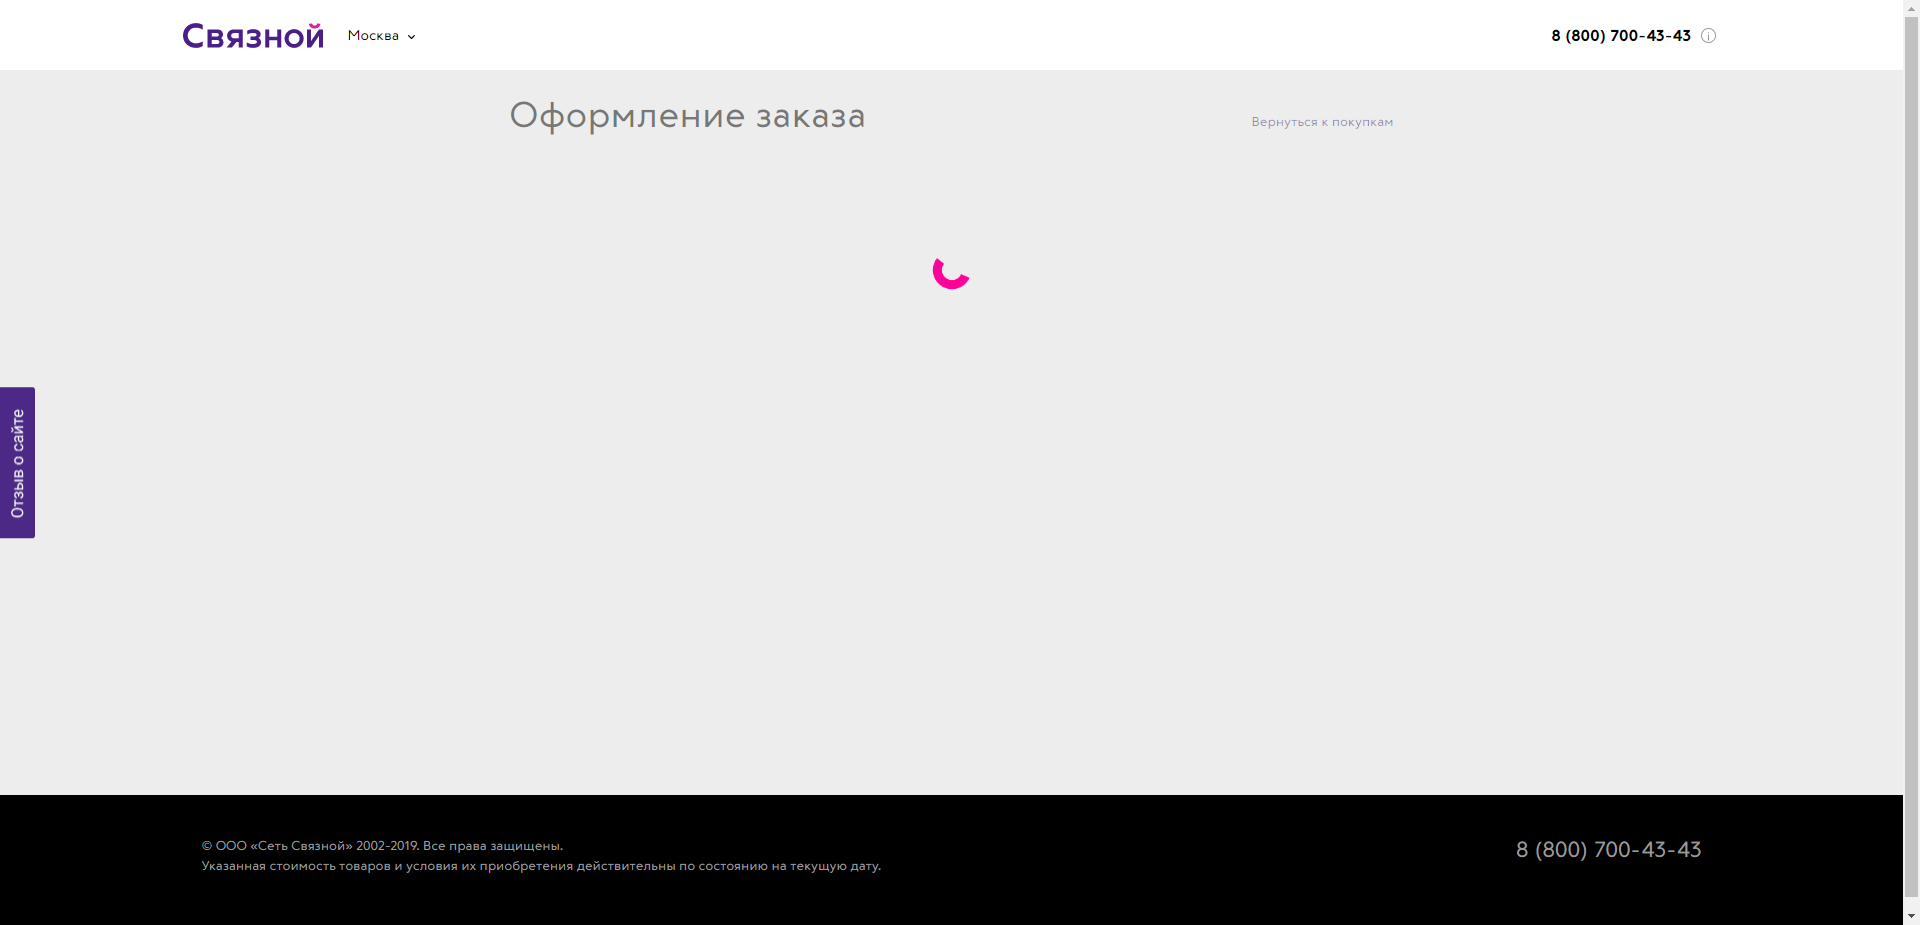 Связной
Москва
8 (800) 700-43-43
Оформление заказа
Вернуться к покупкам
Отзыв о сайте
© ООО «Сеть Связной» 2002-2019. Все права защищены.
Указанная стоимость товаров и условия их приобретения действительны по состоянию на текущую дату.
8 (800) 700-43-43